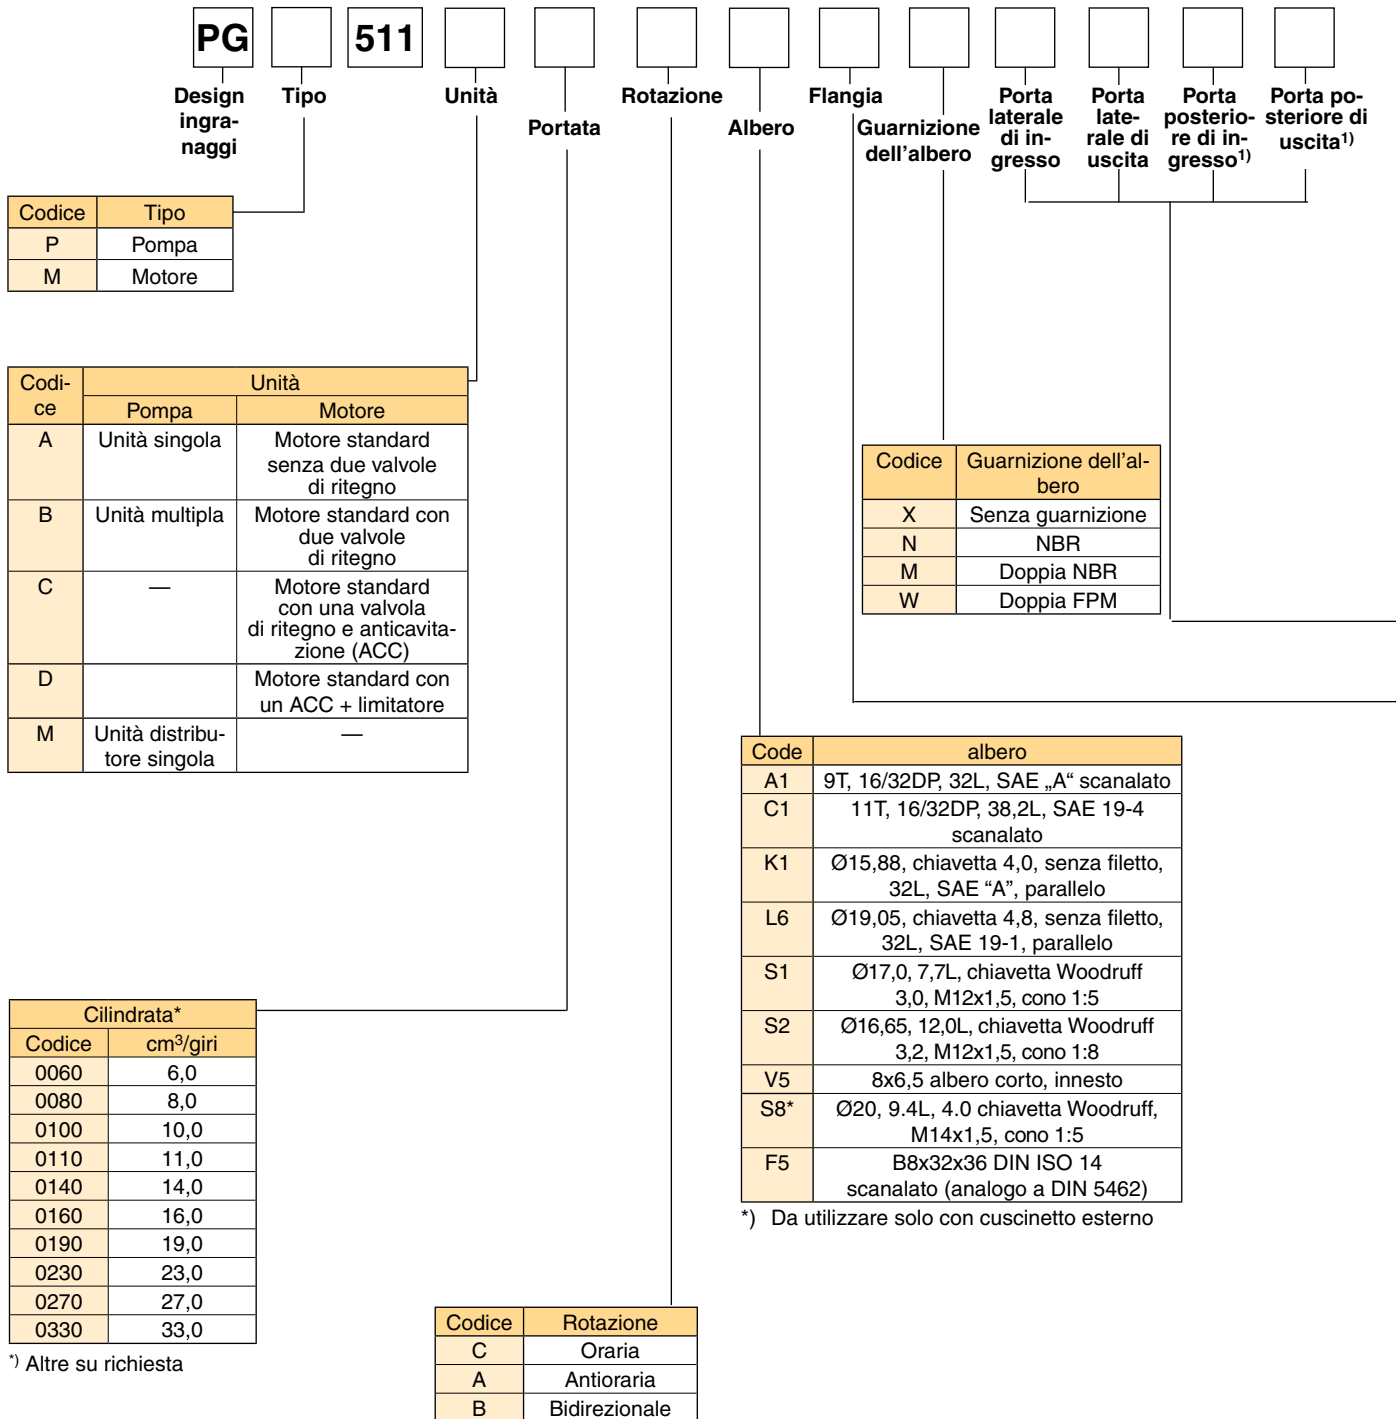 PG 511
Design
ingra-
naggi
Tipo
Unità
Portata
Rotazione
Albero
Flangia
Guarnizione
dell'albero
Porta
laterale
di in-
gresso
Porta
late-
rale di
uscita
Porta
posterio-
re di in-
gresso1)
Porta po-
steriore di
uscita1)
Codice Tipo
P Pompa
M Motore
Codi-
ce
Unità
Pompa Motore
A Unità singola Motore standard
senza due valvole
di ritegno
B Unità multipla Motore standard con
due valvole
di ritegno
C — Motore standard
con una valvola
di ritegno e anticavita-
zione (ACC)
D Motore standard con
un ACC + limitatore
M Unità distribu-
tore singola
—
Codice Guarnizione dell'al-
bero
X Senza guarnizione
N NBR
M Doppia NBR
W Doppia FPM
Code albero
A1 9T, 16/32DP, 32L, SAE „A“ scanalato
C1 11T, 16/32DP, 38,2L, SAE 19-4
scanalato
K1 Ø15,88, chiavetta 4,0, senza filetto,
32L, SAE “A”, parallelo
L6 Ø19,05, chiavetta 4,8, senza filetto,
32L, SAE 19-1, parallelo
S1 Ø17,0, 7,7L, chiavetta Woodruff
3,0, M12x1,5, cono 1:5
S2 Ø16,65, 12,0L, chiavetta Woodruff
3,2, M12x1,5, cono 1:8
V5 8x6,5 albero corto, innesto
S8* Ø20, 9.4L, 4.0 chiavetta Woodruff,
M14x1,5, cono 1:5
F5 B8x32x36 DIN ISO 14
scanalato (analogo a DIN 5462)
*) Da utilizzare solo con cuscinetto esterno
Cilindrata*
Codice cm3/giri
0060 6,0
0080 8,0
0100 10,0
0110 11,0
0140 14,0
0160 16,0
0190 19,0
0230 23,0
0270 27,0
0330 33,0
*) Altre su richiesta
Codice Rotazione
C Oraria
A Antioraria
B Bidirezionale